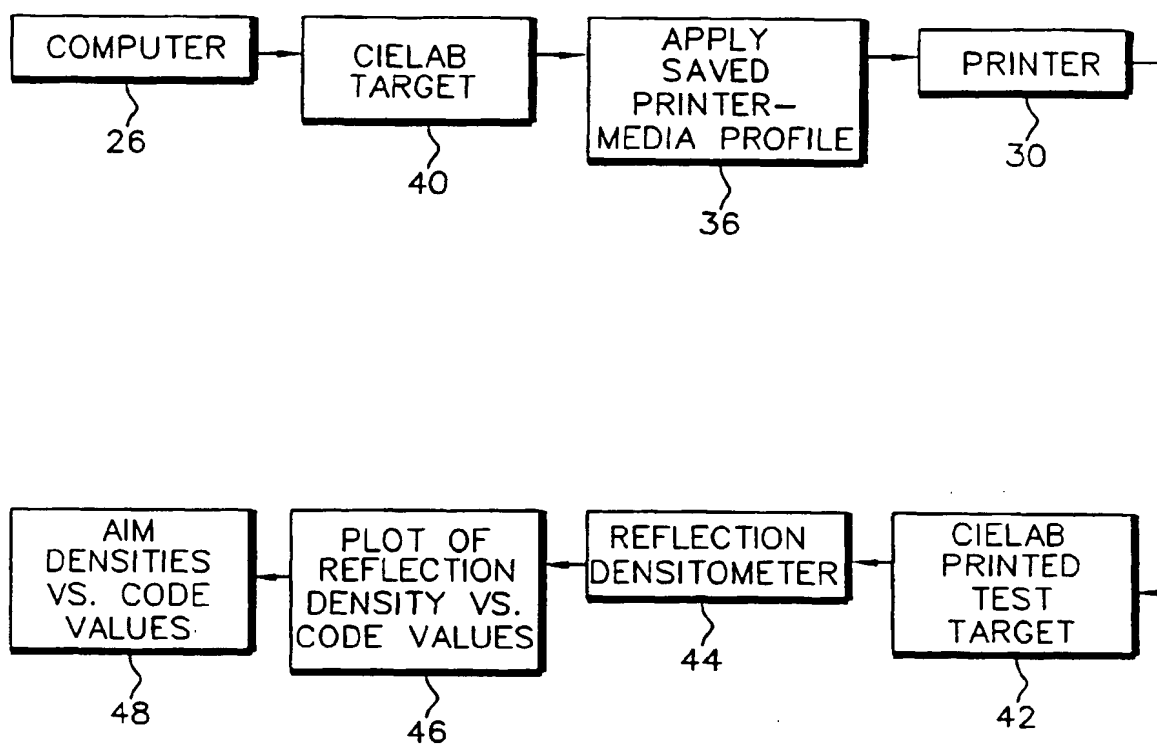 COMPUTER
26
CIELAB
TARGET
40
APPLY
SAVED
PRINTER-
MEDIA PROFILE
36
PRINTER
30
AIM
DENSITIES
VS. CODE
VALUES
48
PLOT OF
REFLECTION
DENSITY VS.
CODE VALUES
46
REFLECTION
DENSITOMETER
44
CIELAB
PRINTED
TEST
TARGET
42